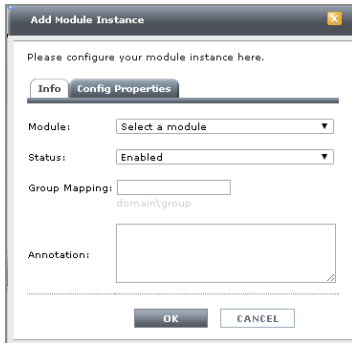 Add Module Instance
Please configure your module instance here.
Info Config Properties
Module: Select a module
Status: Enabled
Group Mapping:
domain\group
Annotation:
OK CANCEL